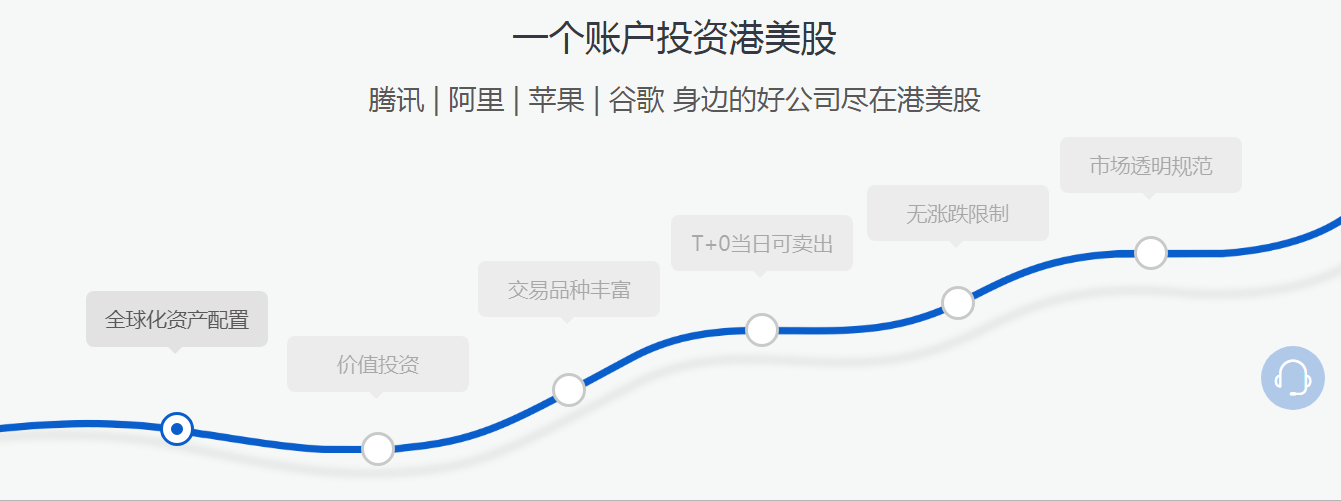 一个账户投资港美股
腾讯 | 阿里 | 苹果 | 谷歌 身边的好公司尽在港美股
市场透明规范
无涨跌限制
T+0当日可卖出
交易品种丰富
全球化资产配置
价值投资